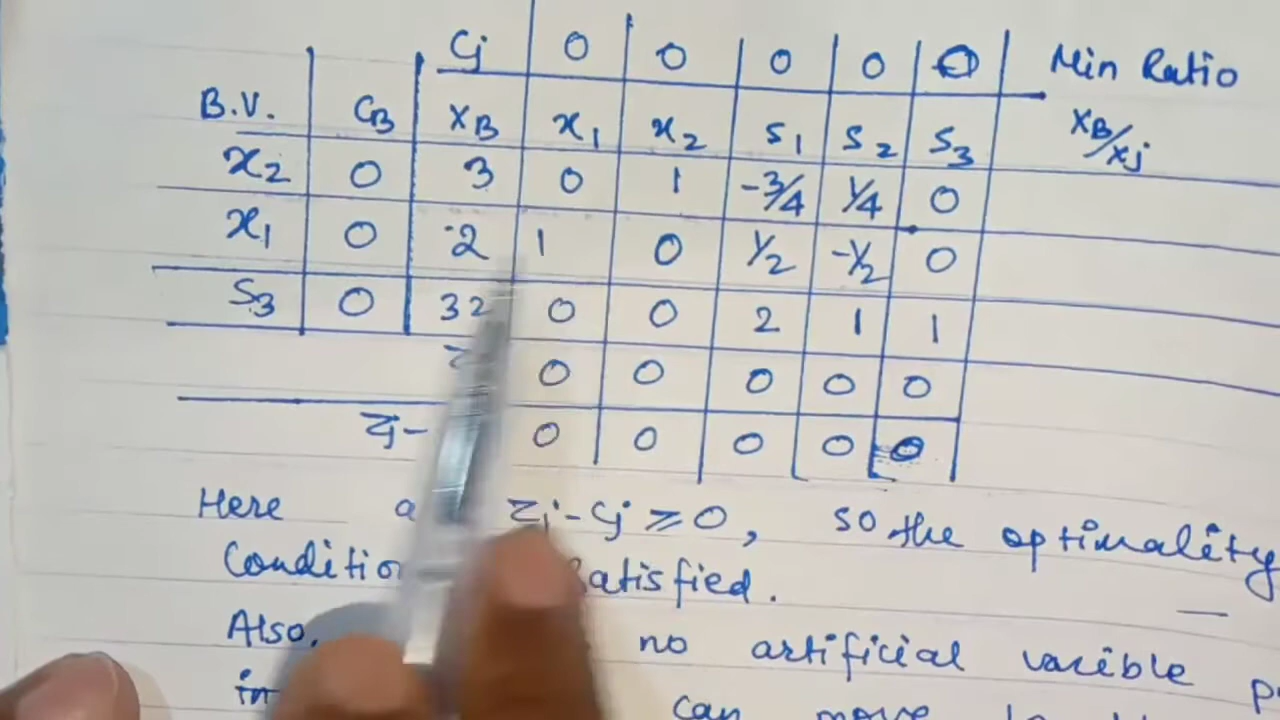 Cj 0 0 0 0 0 Min Ratio
B.V. CB XB x1 x2 s1 s2 s3 XB/xj
x2 0 3 0 1 -3/4 1/4 0
x1 0 2 1 0 1/2 -1/2 0
S3 0 32 0 0 2 1 1
0 0 0 0 0
Zj- 0 0 0 0 0
Here Zj-Cj ≥ 0, so the optimality
satisfied.
Also, no artificial varible
can move